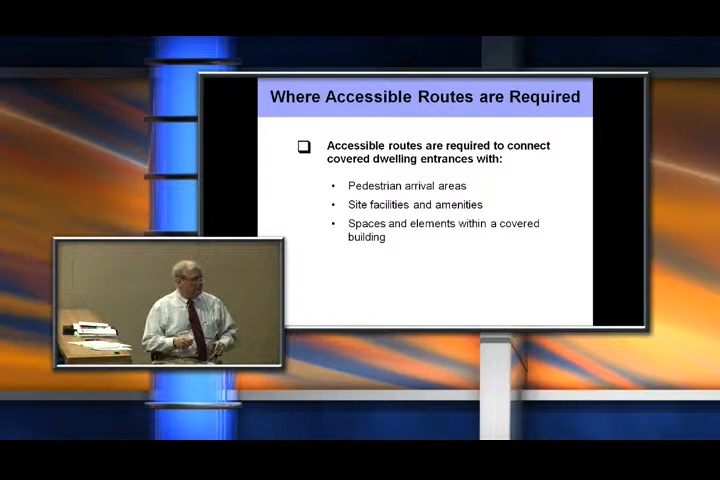 Where Accessible Routes are Required
❑ Accessible routes are required to connect
covered dwelling entrances with:
• Pedestrian arrival areas
• Site facilities and amenities
• Spaces and elements within a covered
building